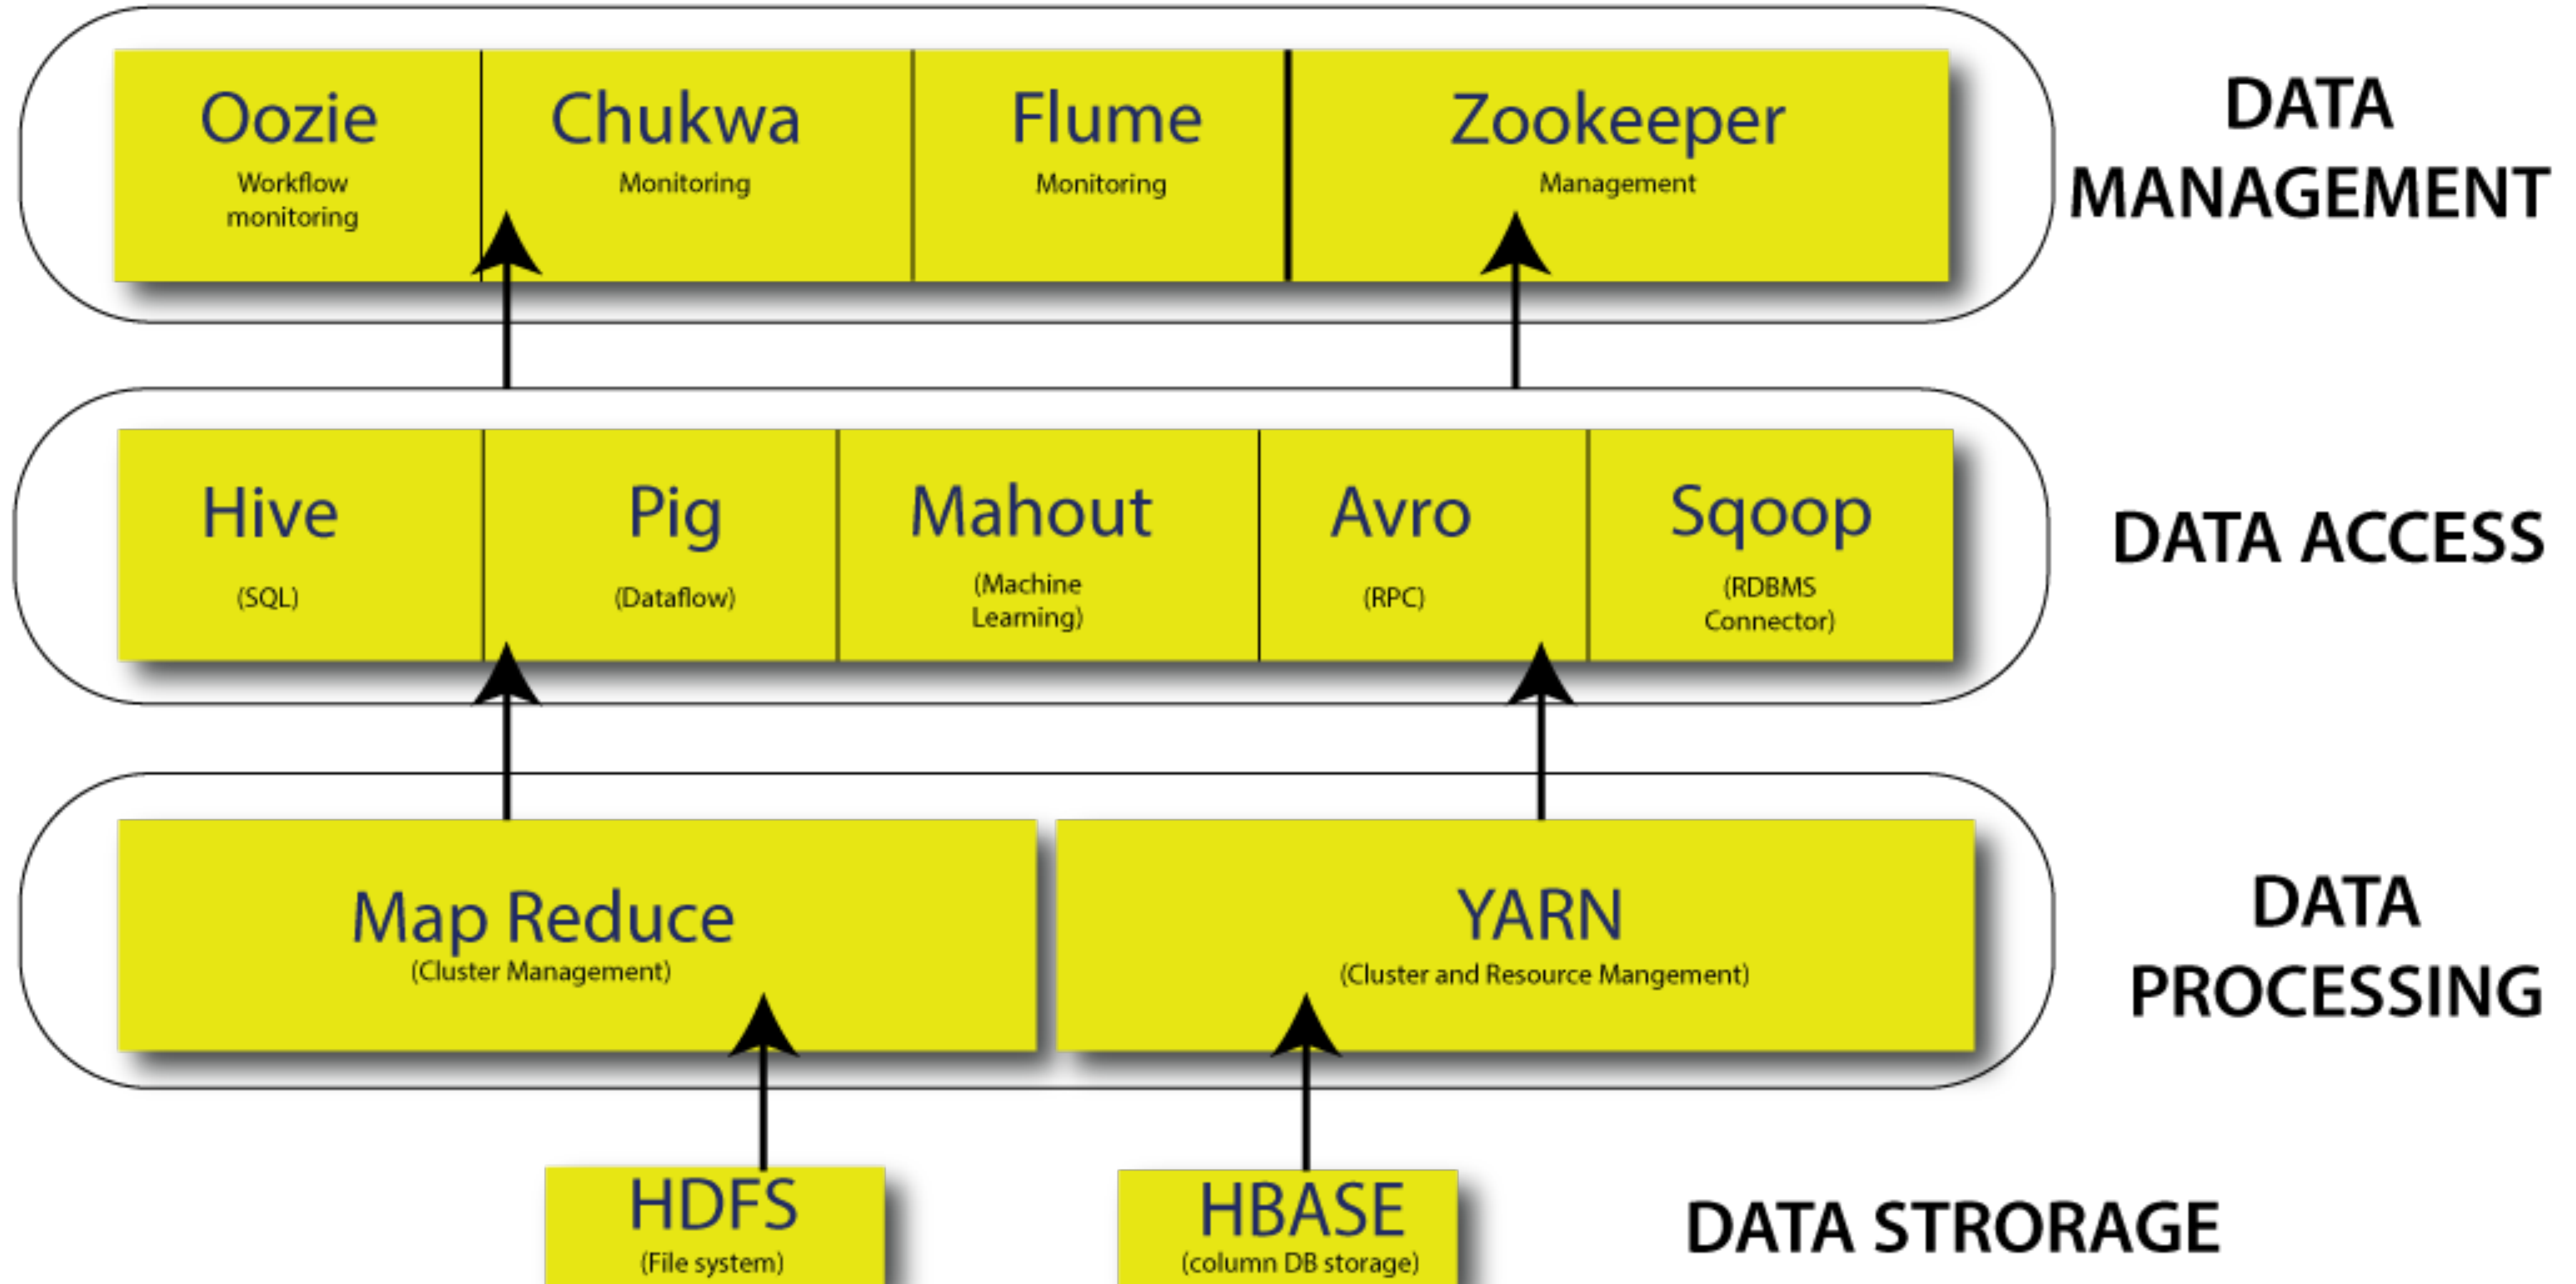 Oozie
Workflow
monitoring
Chukwa
Monitoring
Flume
Monitoring
Zookeeper
Management
DATA
MANAGEMENT
Hive
(SQL)
Pig
(Dataflow)
Mahout
(Machine
Learning)
Avro
(RPC)
Sqoop
(RDBMS
Connector)
DATA ACCESS
Map Reduce
(Cluster Management)
YARN
(Cluster and Resource Mangement)
DATA
PROCESSING
HDFS
(File system)
HBASE
(column DB storage)
DATA STRORAGE